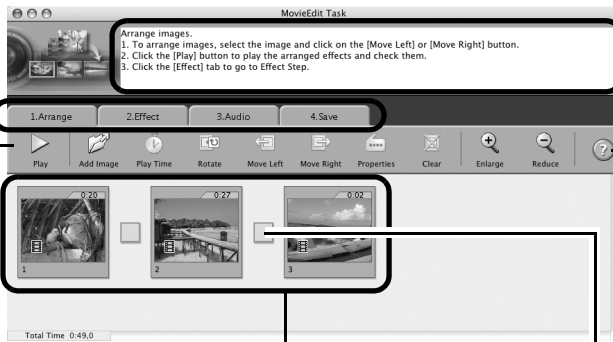 MovieEdit Task
Arrange images.
1. To arrange images, select the image and click on the [Move Left] or [Move Right] button.
2. Click the [Play] button to play the arranged effects and check them.
3. Click the [Effect] tab to go to Effect Step.
1.Arrange 2.Effect 3.Audio 4.Save
Play Add Image Play Time Rotate Move Left Move Right Properties Clear Enlarge Reduce ?
0:20 0:27 0:02
1 2 3
Total Time 0:49,0